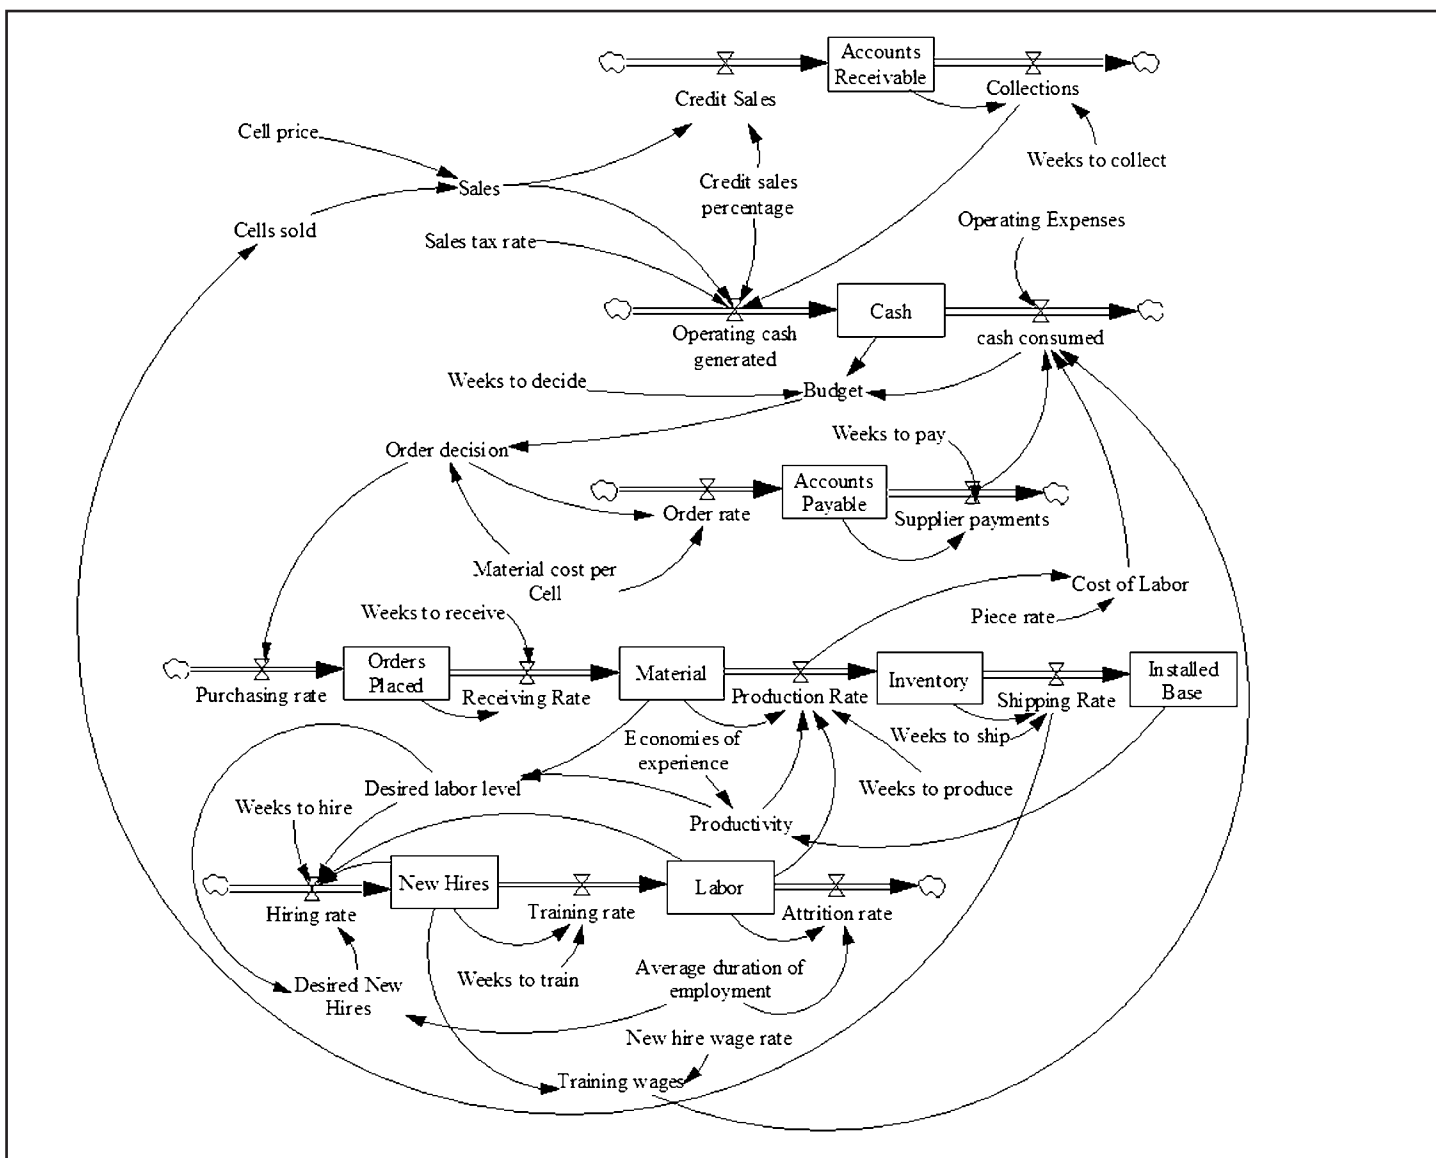 Accounts
Receivable
Credit Sales
Collections
Cell price
Weeks to collect
Sales
Credit sales
percentage
Cells sold
Sales tax rate
Operating Expenses
Cash
Operating cash
generated
cash consumed
Weeks to decide
Budget
Order decision
Weeks to pay
Accounts
Payable
Order rate
Supplier payments
Material cost per
Cell
Cost of Labor
Weeks to receive
Piece rate
Orders
Placed
Material
Inventory
Installed
Base
Purchasing rate
Receiving Rate
Production Rate
Shipping Rate
Economies of
experience
Weeks to ship
Desired labor level
Weeks to produce
Weeks to hire
Productivity
New Hires
Labor
Hiring rate
Training rate
Attrition rate
Weeks to train
Average duration of
employment
Desired New
Hires
New hire wage rate
Training wages